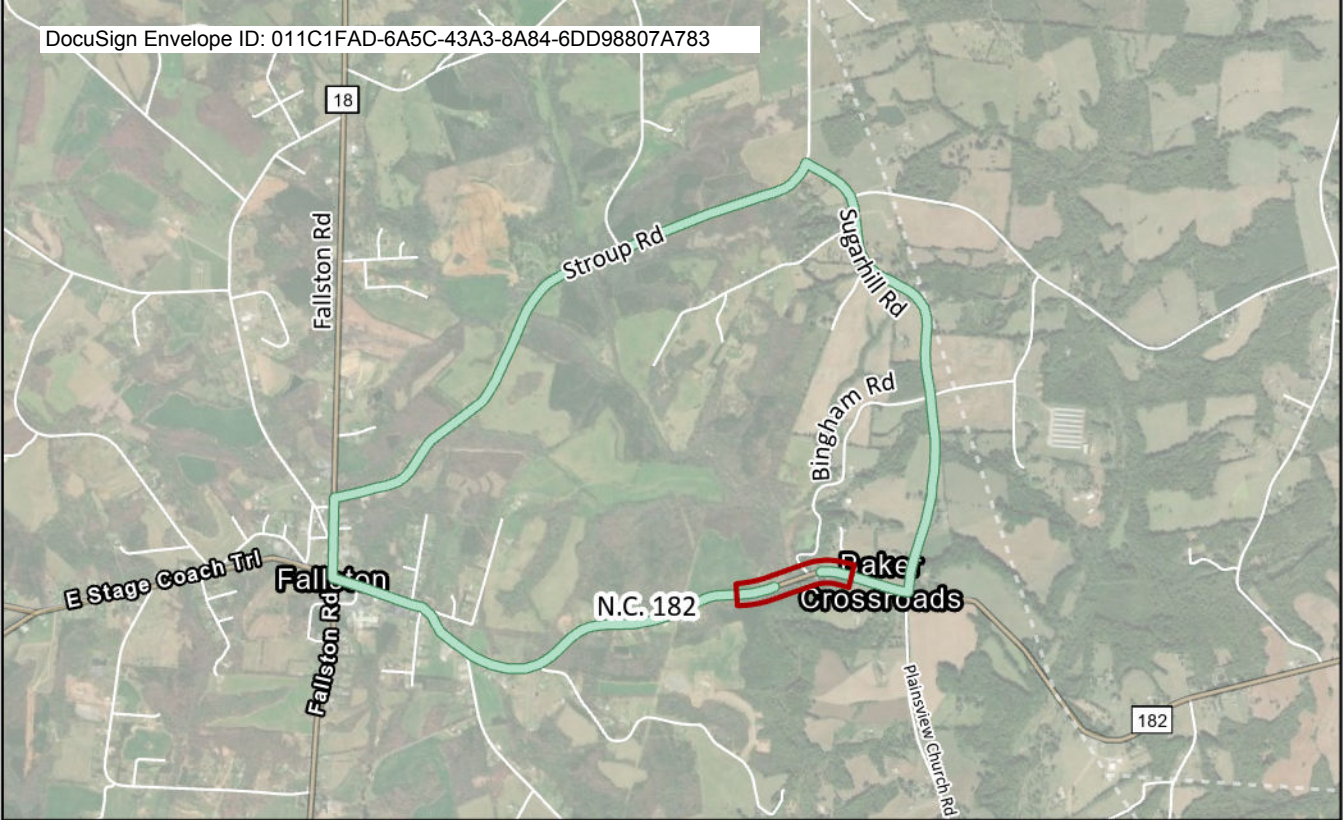 DocuSign Envelope ID: 011C1FAD-6A5C-43A3-8A84-6DD98807A783
18
Fallston Rd
Stroup Rd
Sugarhill Rd
Bingham Rd
E Stage Coach Trl
Fallston
N.C. 182
Baker
Crossroads
Fallston Rd
Plainsview Church Rd
182